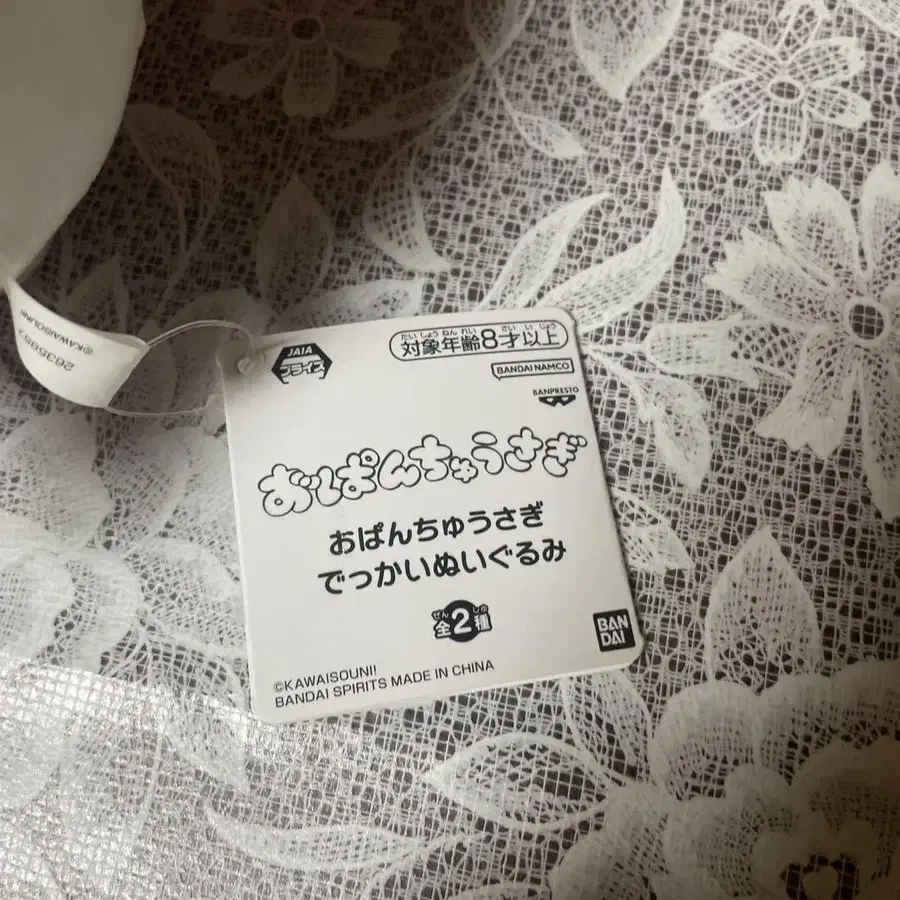 JAIA
プライズ
たいしょうねんれい さいいじょう
対象年齢8才以上
BANDAI NAMCO
BANPRESTO
おぱんちゅうさぎ
おぱんちゅうさぎ
でっかいぬいぐるみ
ぜん しゅ
全2種
BAN
DAI
©KAWAISOUNI!
BANDAI SPIRITS MADE IN CHINA
©KAWAISOUNI!